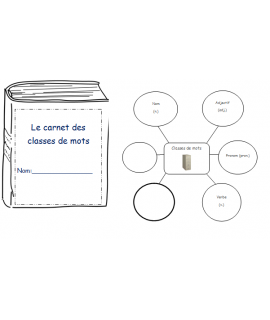 Le carnet des
classes de mots
Nom:
Nom
(n)
Adjectif
(adj.)
Classes de mots
Pronom (pron)
Verbe
(v)